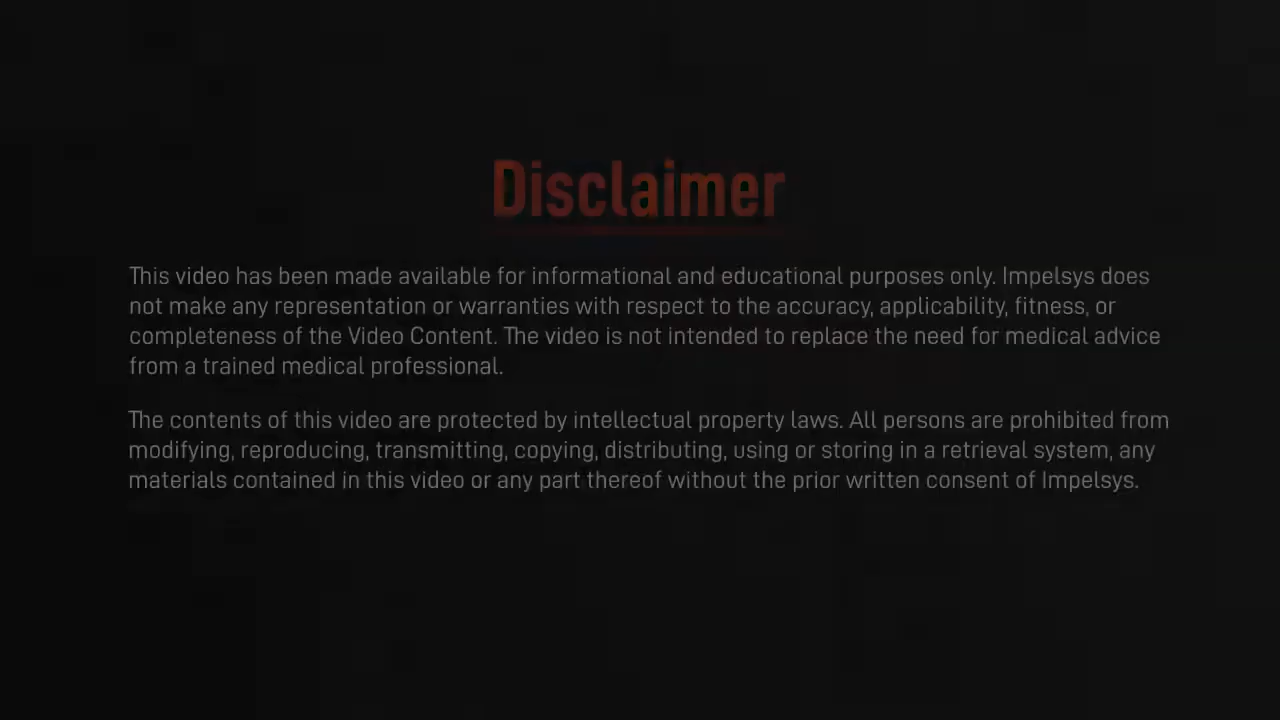 Disclaimer
This video has been made available for informational and educational purposes only. Impelsys does
not make any representation or warranties with respect to the accuracy, applicability, fitness, or
completeness of the Video Content. The video is not intended to replace the need for medical advice
from a trained medical professional.
The contents of this video are protected by intellectual property laws. All persons are prohibited from
modifying, reproducing, transmitting, copying, distributing, using or storing in a retrieval system, any
materials contained in this video or any part thereof without the prior written consent of Impelsys.